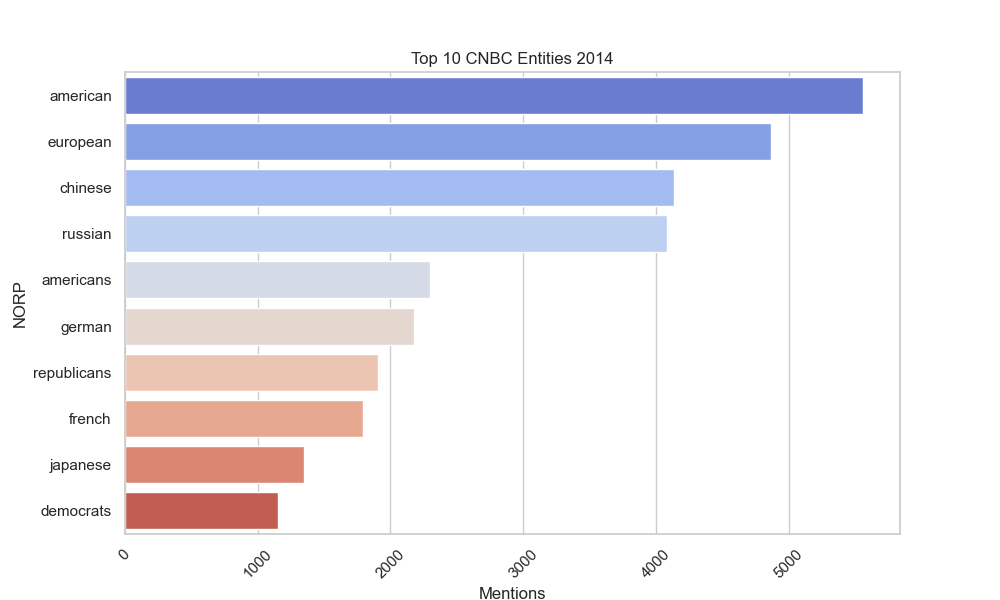 Top 10 CNBC Entities 2014
NORP
american
european
chinese
russian
americans
german
republicans
french
japanese
democrats
0
1000
2000
3000
4000
5000
Mentions